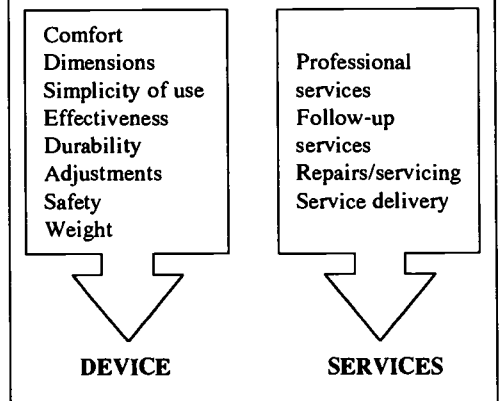 Comfort
Dimensions
Simplicity of use
Effectiveness
Durability
Adjustments
Safety
Weight
DEVICE
Professional
services
Follow-up
services
Repairs/servicing
Service delivery
SERVICES